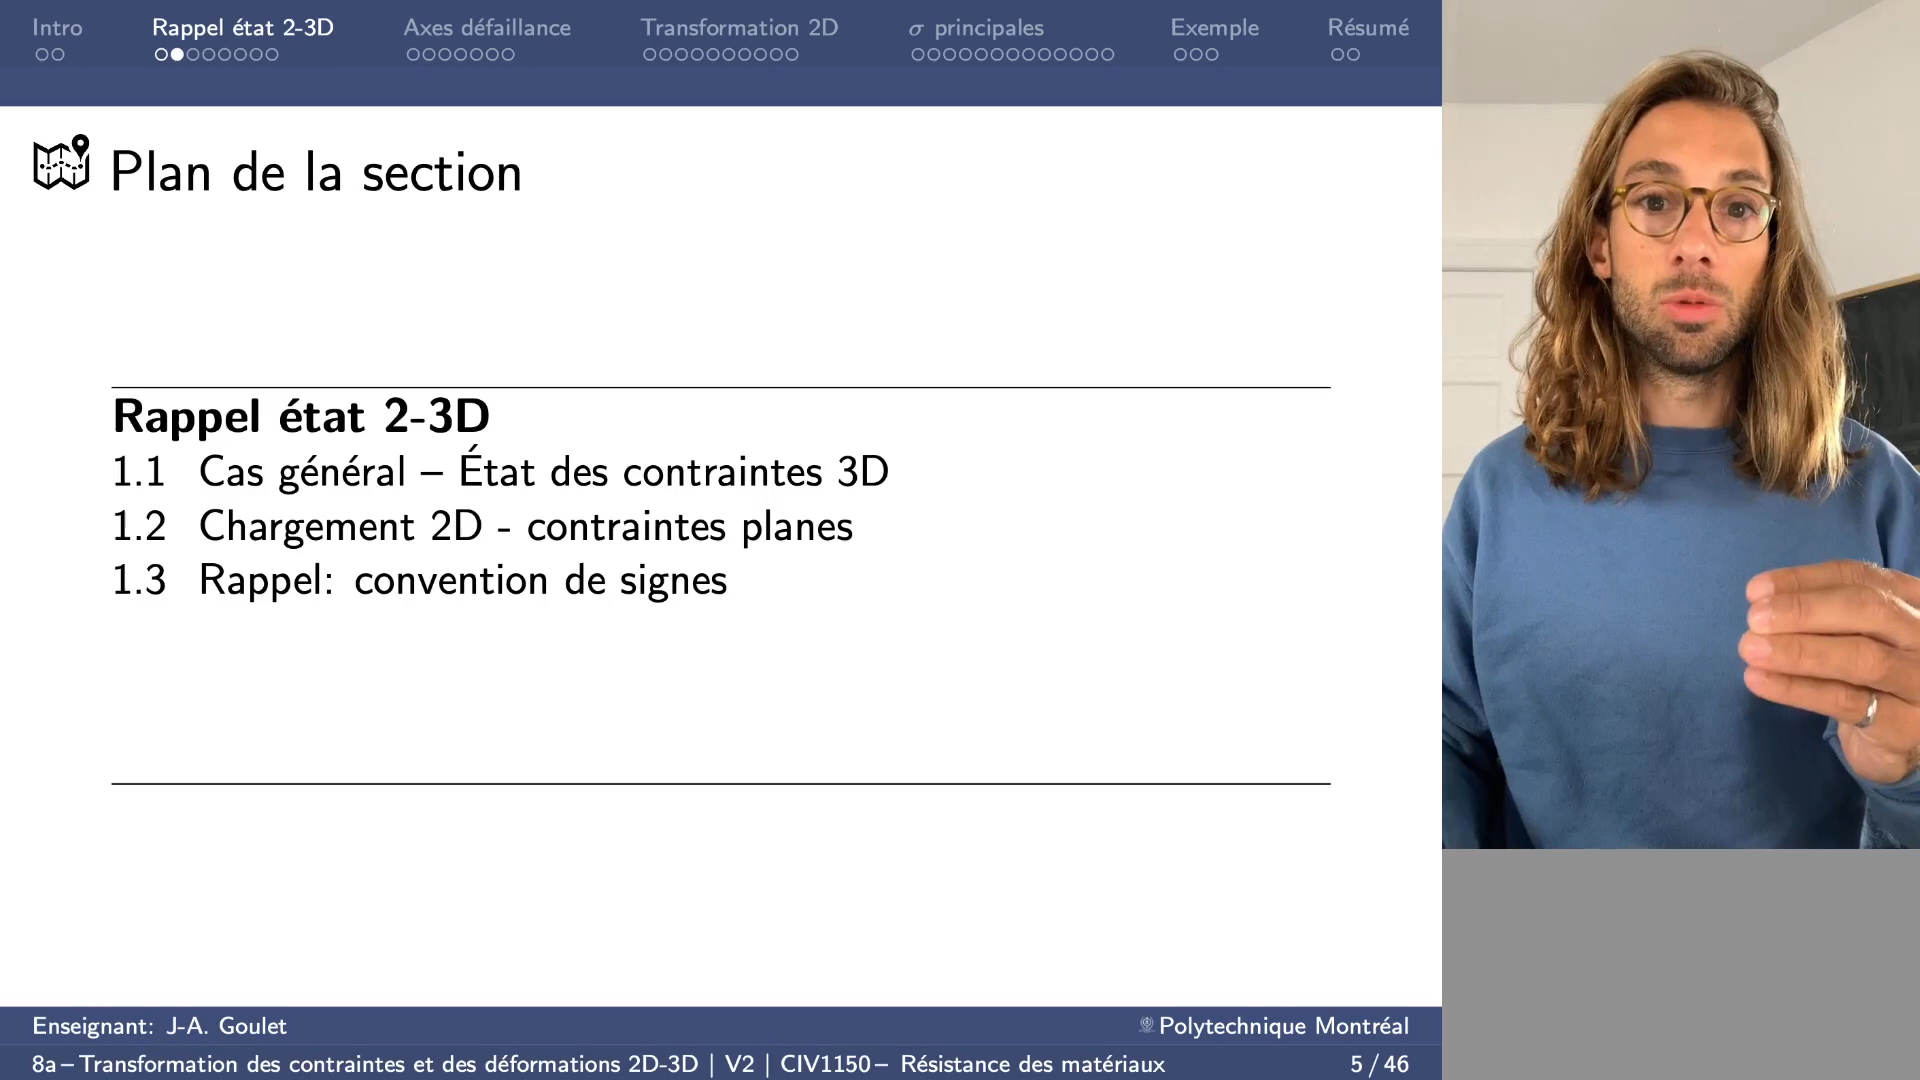 Intro
Rappel état 2-3D
Axes défaillance
Transformation 2D
σ principales
Exemple
Résumé
Plan de la section
Rappel état 2-3D
1.1 Cas général – État des contraintes 3D
1.2 Chargement 2D - contraintes planes
1.3 Rappel: convention de signes
Enseignant: J-A. Goulet
Polytechnique Montréal
8a – Transformation des contraintes et des déformations 2D-3D | V2 | CIV1150 – Résistance des matériaux
5 / 46